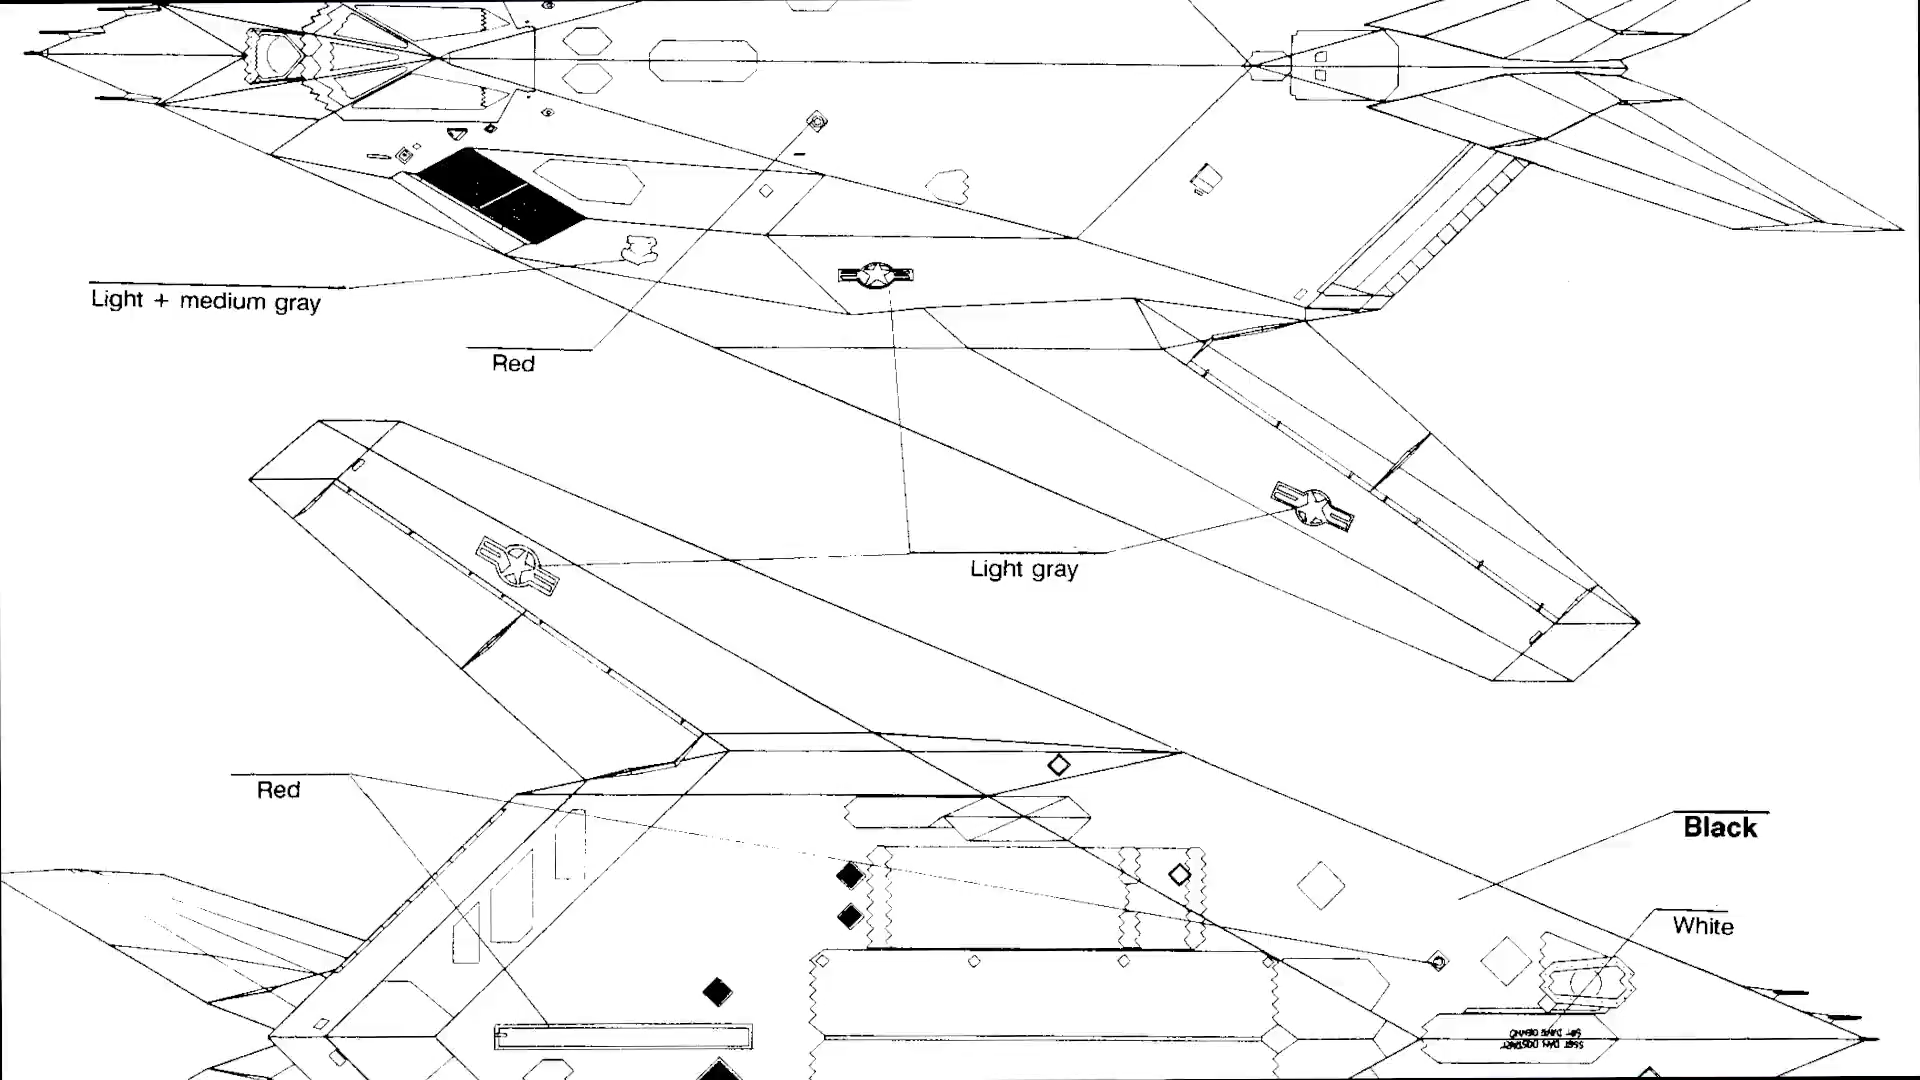 Light + medium gray
Red
Light gray
Red
Black
White